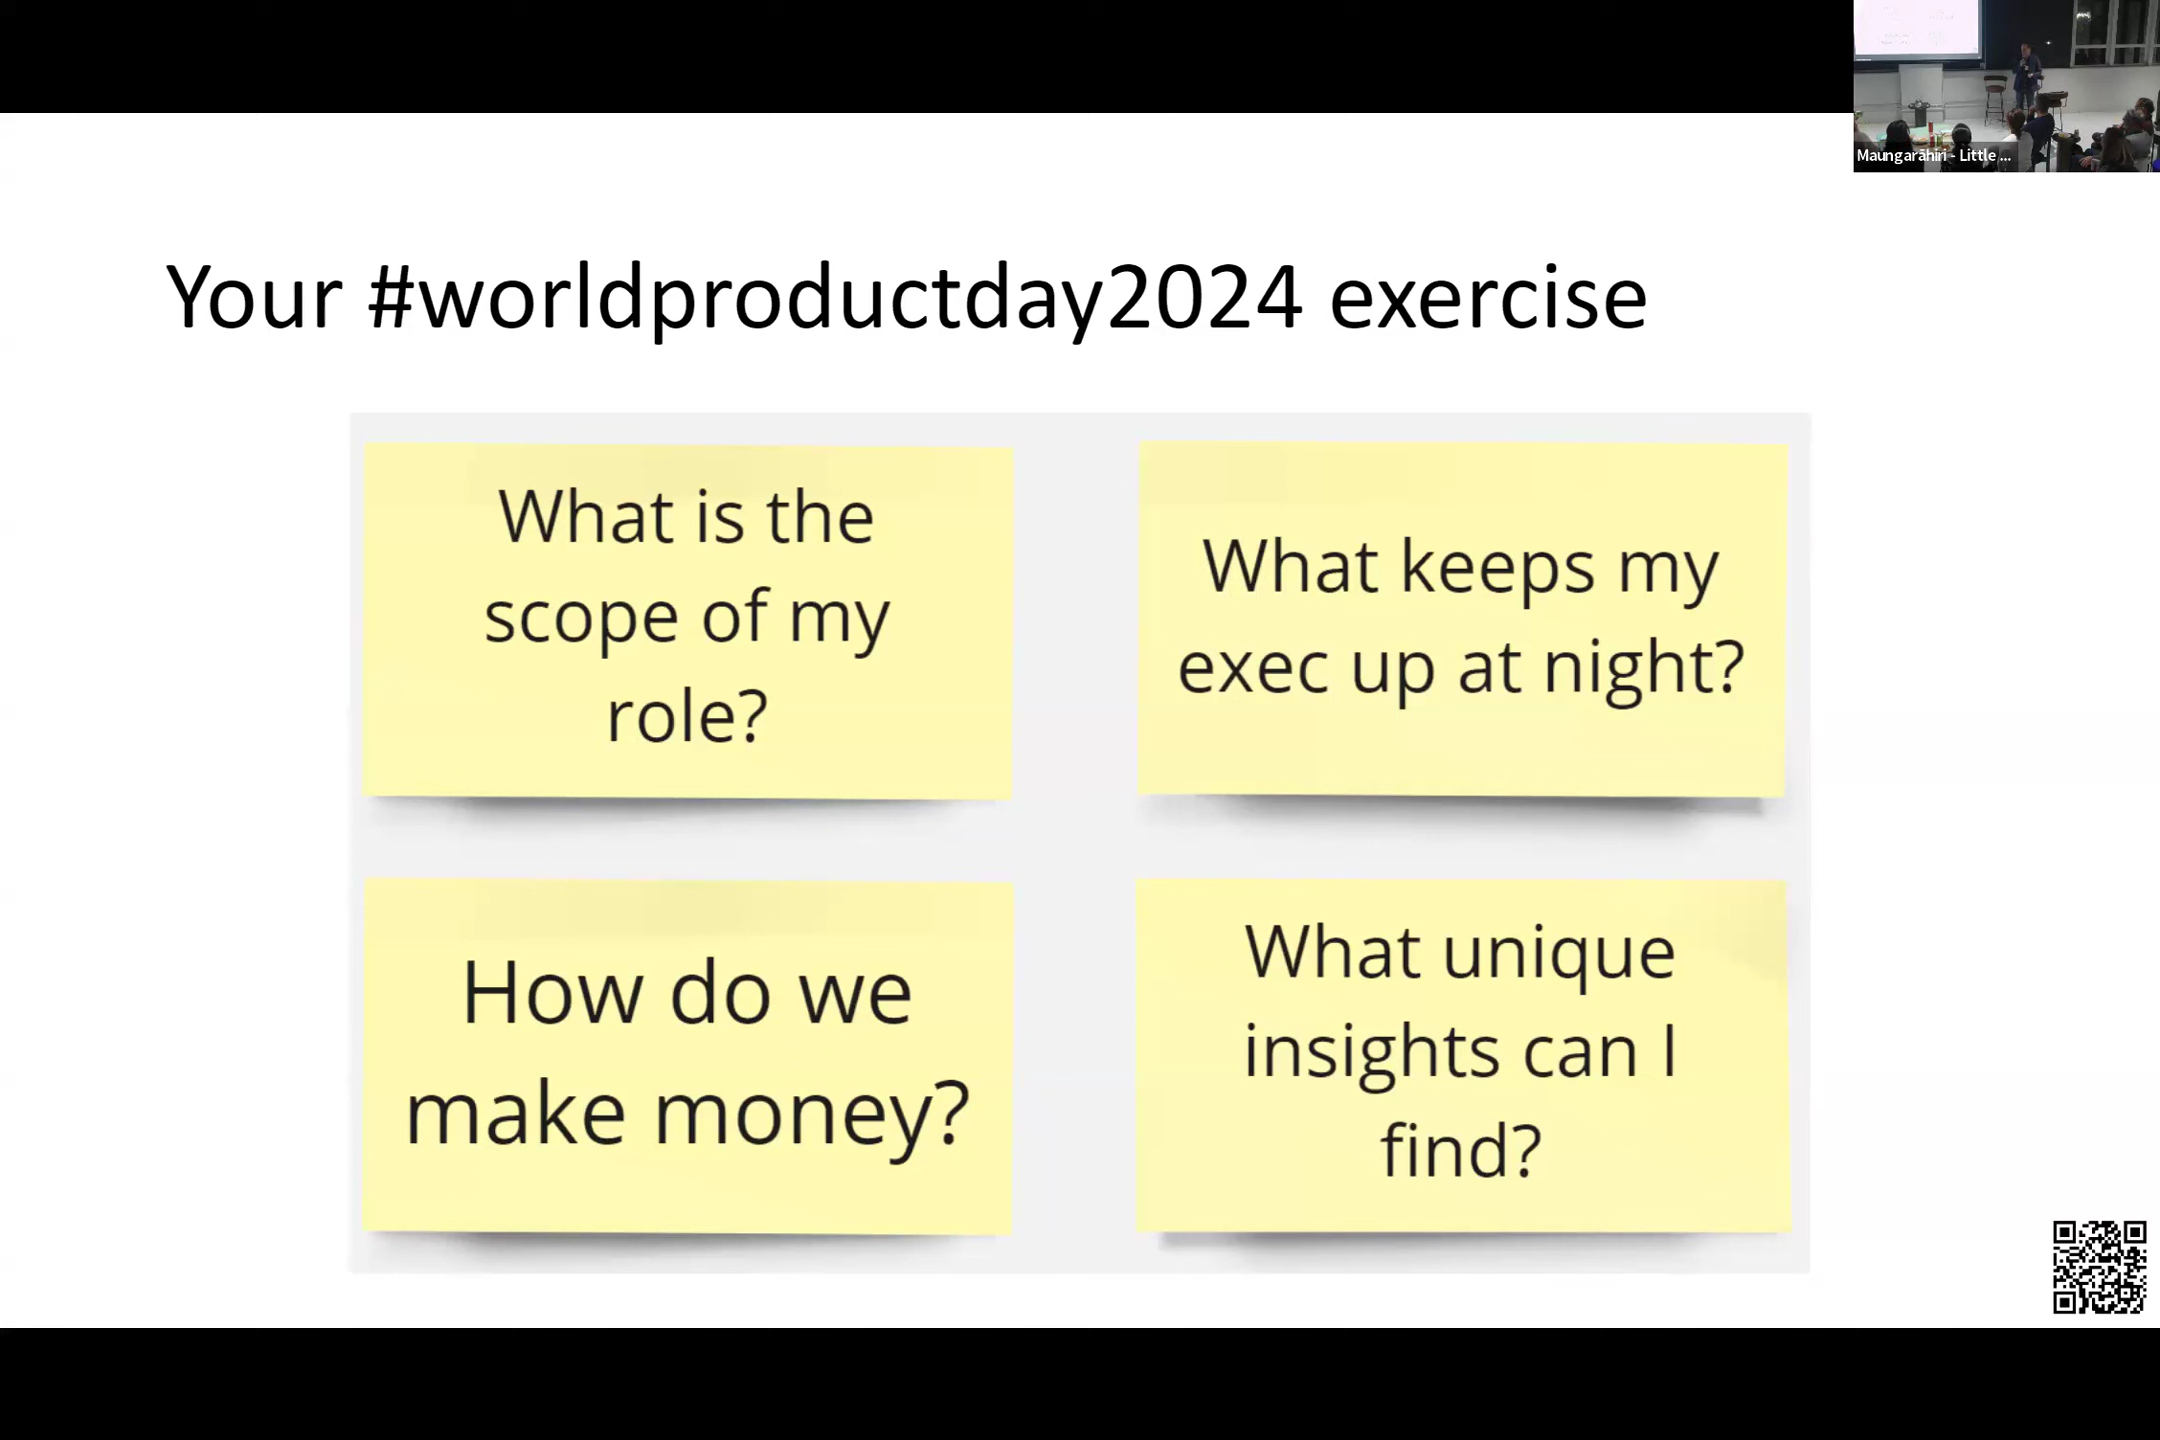 Maungarāhiri - Little ...
Your #worldproductday2024 exercise
What is the
scope of my
role?
What keeps my
exec up at night?
How do we
make money?
What unique
insights can I
find?